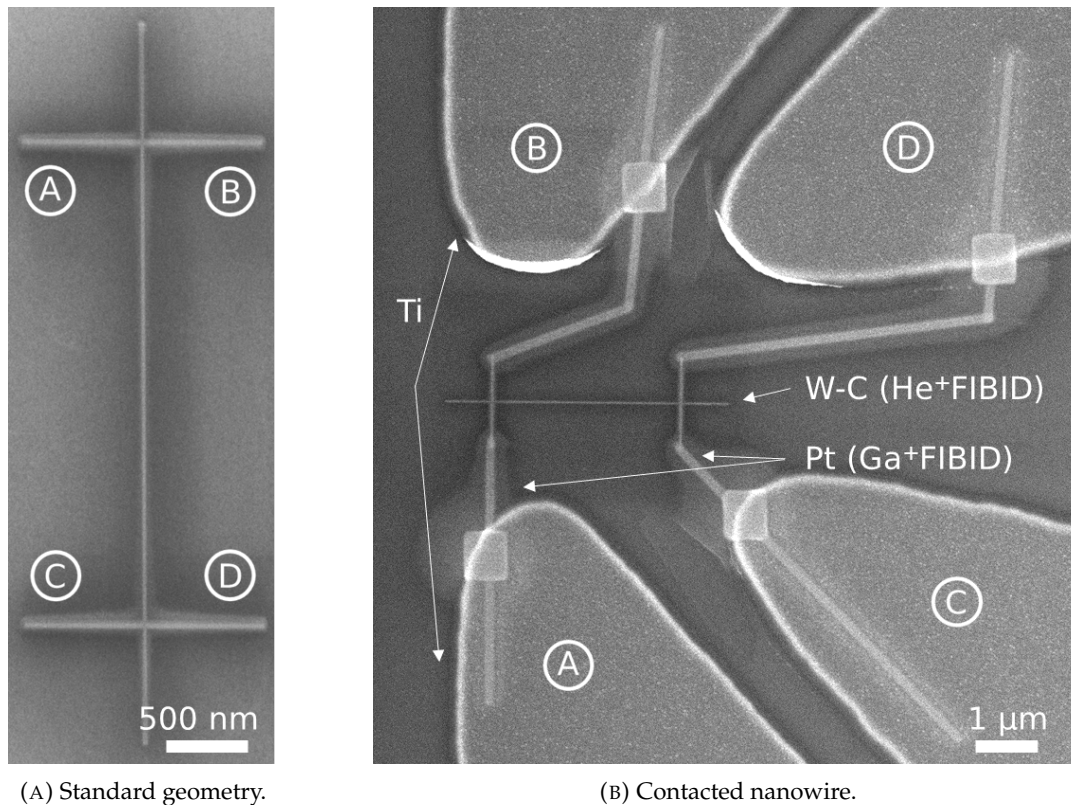 A
B
C
D
500 nm
B
D
Ti
W-C (He⁺FIBID)
Pt (Ga⁺FIBID)
C
A
1 µm
(A) Standard geometry.
(B) Contacted nanowire.